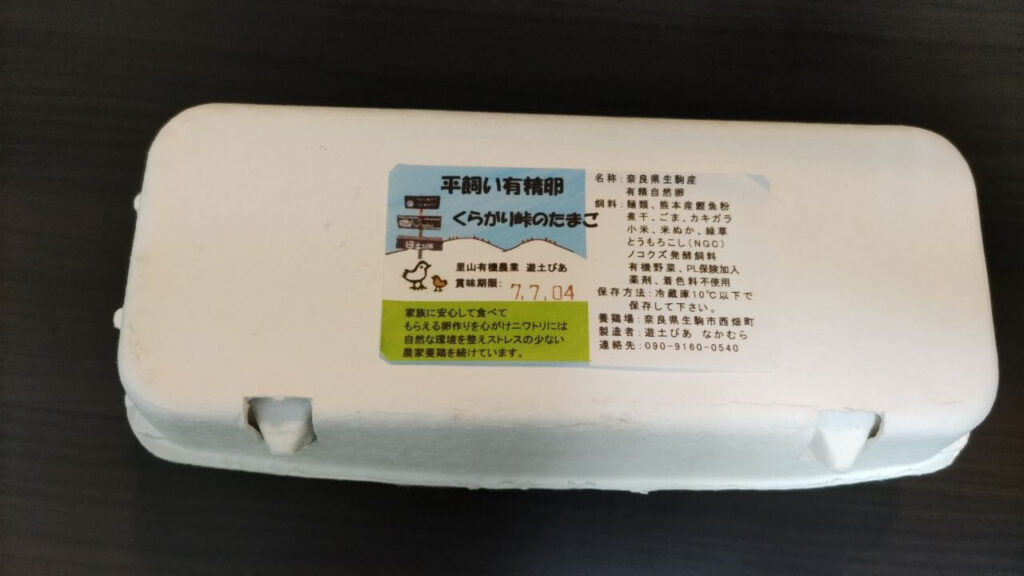 平飼い有精卵
くらがり峠のたまご
里山有機農業 遊土ぴあ
賞味期限: 7.7.04
家族に安心して食べて
もらえる卵作りを心がけニワトリには
自然な環境を整えストレスの少ない
農家養鶏を続けています。
名称:奈良県生駒産
有精自然卵
飼料:麺類、熊本産鰹魚粉
煮干、ごま、カキガラ
小米、米ぬか、緑草
とうもろこし(NGC)
ノコクズ発酵飼料
有機野菜、PL保険加入
薬剤、着色料不使用
保存方法:冷蔵庫10℃以下で
保存して下さい。
養鶏場:奈良県生駒市西畑町
製造者:遊土ぴあ なかむら
連絡先:090-9160-0540